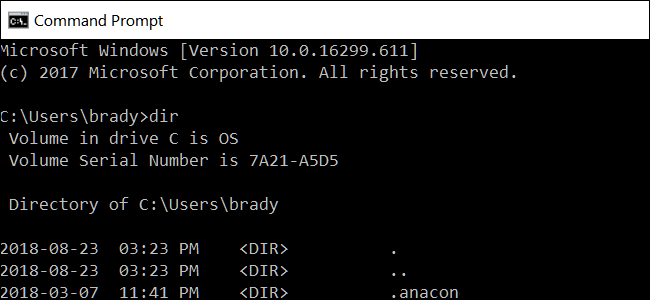 Command Prompt
Microsoft Windows [Version 10.0.16299.611]
(c) 2017 Microsoft Corporation. All rights reserved.
C:\Users\brady>dir
Volume in drive C is OS
Volume Serial Number is 7A21-A5D5
Directory of C:\Users\brady
2018-08-23 03:23 PM <DIR> .
2018-08-23 03:23 PM <DIR> ..
2018-03-07 11:41 PM <DIR> .anacon